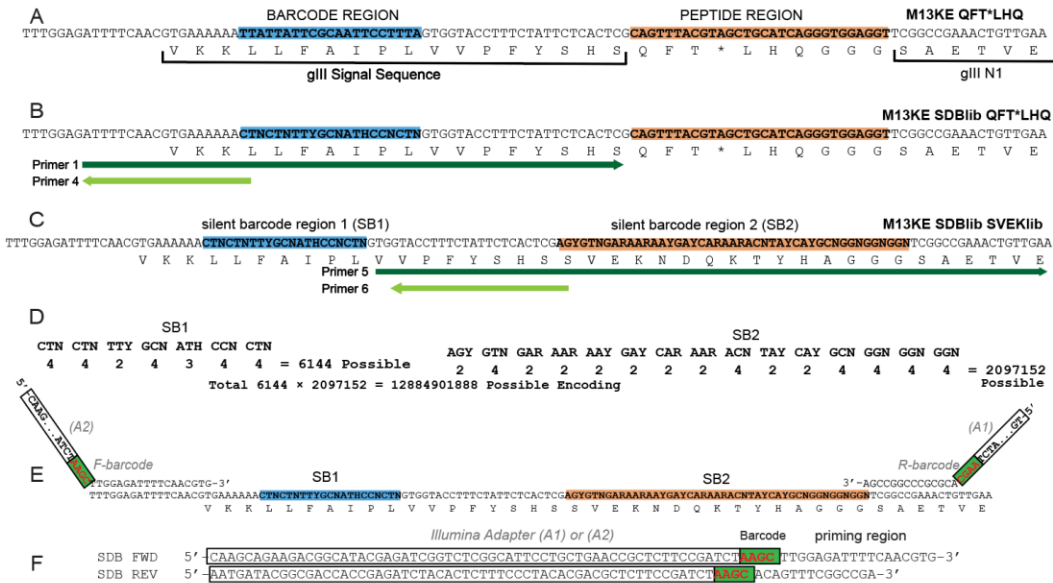 A BARCODE REGION PEPTIDE REGION M13KE QFT*LHQ
TTTGGAGATTTTCAACGTGAAAAAATTATTATTCGCAATTCCTTTAGTGGTACCTTTCTATTCTCACTCGCAGTTTACGTAGCTGCATCAGGGTGGAGGTTCGGCCGAAACTGTTGAA
V K K L L F A I P L V V P F Y S H S Q F T * L H Q G G G S A E T V E
gIII Signal Sequence gIII N1
B M13KE SDBlib QFT*LHQ
TTTGGAGATTTTCAACGTGAAAAAACTNCTNTTYGCNATHCCNCTNGTGGTACCTTTCTATTCTCACTCGCAGTTTACGTAGCTGCATCAGGGTGGAGGTTCGGCCGAAACTGTTGAA
V K K L L F A I P L V V P F Y S H S Q F T * L H Q G G G S A E T V E
Primer 1
Primer 4
C silent barcode region 1 (SB1) silent barcode region 2 (SB2) M13KE SDBlib SVEKlib
TTTGGAGATTTTCAACGTGAAAAAACTNCTNTTYGCNATHCCNCTNGTGGTACCTTTCTATTCTCACTCGAGYGTNGARAARAAYGAYCARAARACNTAYCAYGCNGGNGGNGGNTCGGCCGAAACTGTTGAA
V K K L L F A I P L V V P F Y S H S S V E K N D Q K T Y H A G G G S A E T V E
Primer 5
Primer 6
D
SB1 SB2
CTN CTN TTY GCN ATH CCN CTN AGY GTN GAR AAR AAY GAY CAR AAR ACN TAY CAY GCN GGN GGN GGN
4 4 2 4 3 4 4 = 6144 Possible 2 4 2 2 2 2 2 2 4 2 2 4 4 4 4 = 2097152
Total 6144 × 2097152 = 12884901888 Possible Encoding Possible
5'-CAAG...ATCTAAGC (A2) (A1) CGAATCTA...GT-5'
F-barcode R-barcode
TTGGAGATTTTCAACGTG-3' 3'-AGCCGGCCCGCGCA
E SB1 SB2
TTTGGAGATTTTCAACGTGAAAAAACTNCTNTTYGCNATHCCNCTNGTGGTACCTTTCTATTCTCACTCGAGYGTNGARAARAAYGAYCARAARACNTAYCAYGCNGGNGGNGGNTCGGCCGAAACTGTTGAA
V K K L L F A I P L V V P F Y S H S S V E K N D Q K T Y H A G G G S A E T V E
Illumina Adapter (A1) or (A2) Barcode priming region
F SDB FWD 5'-CAAGCAGAAGACGGCATACGAGATCGGTCTCGGCATTCCTGCTGAACCGCTCTTCCGATCTAAGCTTGGAGATTTTCAACGTG-3'
SDB REV 5'-AATGATACGGCGACCACCGAGATCTACACTCTTTCCCTACACGACGCTCTTCCGATCTAAGCACAGTTTCGGCCGA-3'